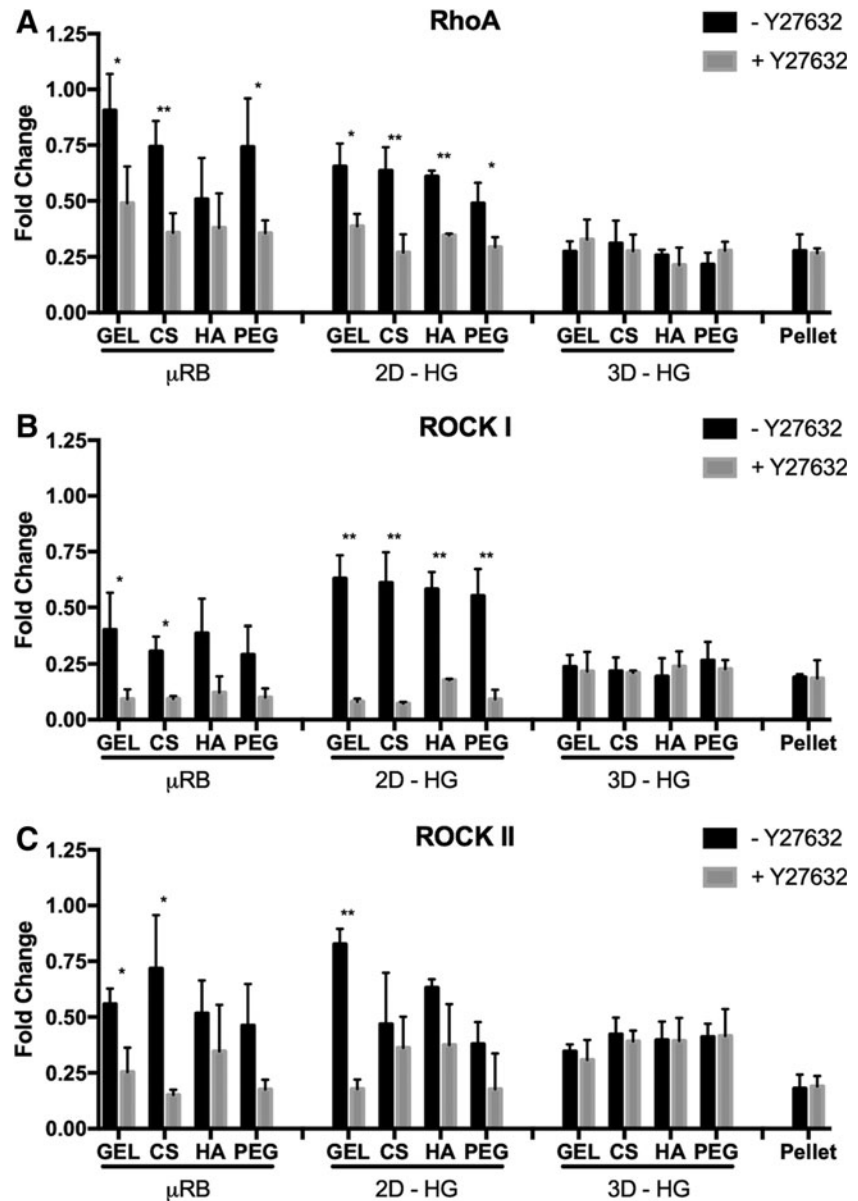 A
RhoA
- Y27632
+ Y27632
Fold Change
1.25
1.00
0.75
0.50
0.25
0.00
* ** * * ** ** *
GEL CS HA PEG GEL CS HA PEG GEL CS HA PEG Pellet
μRB 2D - HG 3D - HG
B
ROCK I
- Y27632
+ Y27632
Fold Change
1.25
1.00
0.75
0.50
0.25
0.00
* * ** ** ** **
GEL CS HA PEG GEL CS HA PEG GEL CS HA PEG Pellet
μRB 2D - HG 3D - HG
C
ROCK II
- Y27632
+ Y27632
Fold Change
1.25
1.00
0.75
0.50
0.25
0.00
* * **
GEL CS HA PEG GEL CS HA PEG GEL CS HA PEG Pellet
μRB 2D - HG 3D - HG